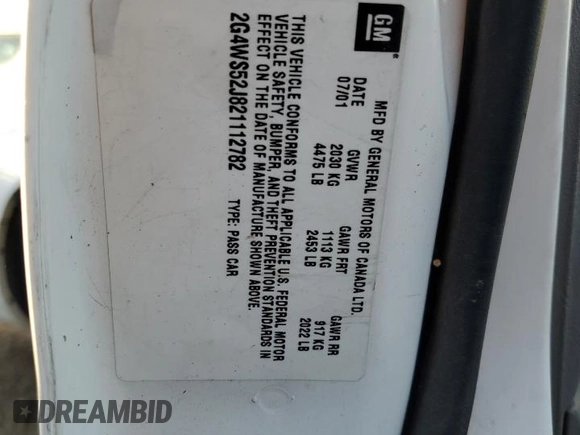 GM
MFD BY GENERAL MOTORS OF CANADA LTD.
DATE GVWR GAWR FRT GAWR RR
07/01 2030 KG 1113 KG 917 KG
4475 LB 2453 LB 2022 LB
THIS VEHICLE CONFORMS TO ALL APPLICABLE U.S. FEDERAL MOTOR
VEHICLE SAFETY, BUMPER, AND THEFT PREVENTION STANDARDS IN
EFFECT ON THE DATE OF MANUFACTURE SHOWN ABOVE.
2G4WS52J821112782 TYPE: PASS CAR
DREAMBID